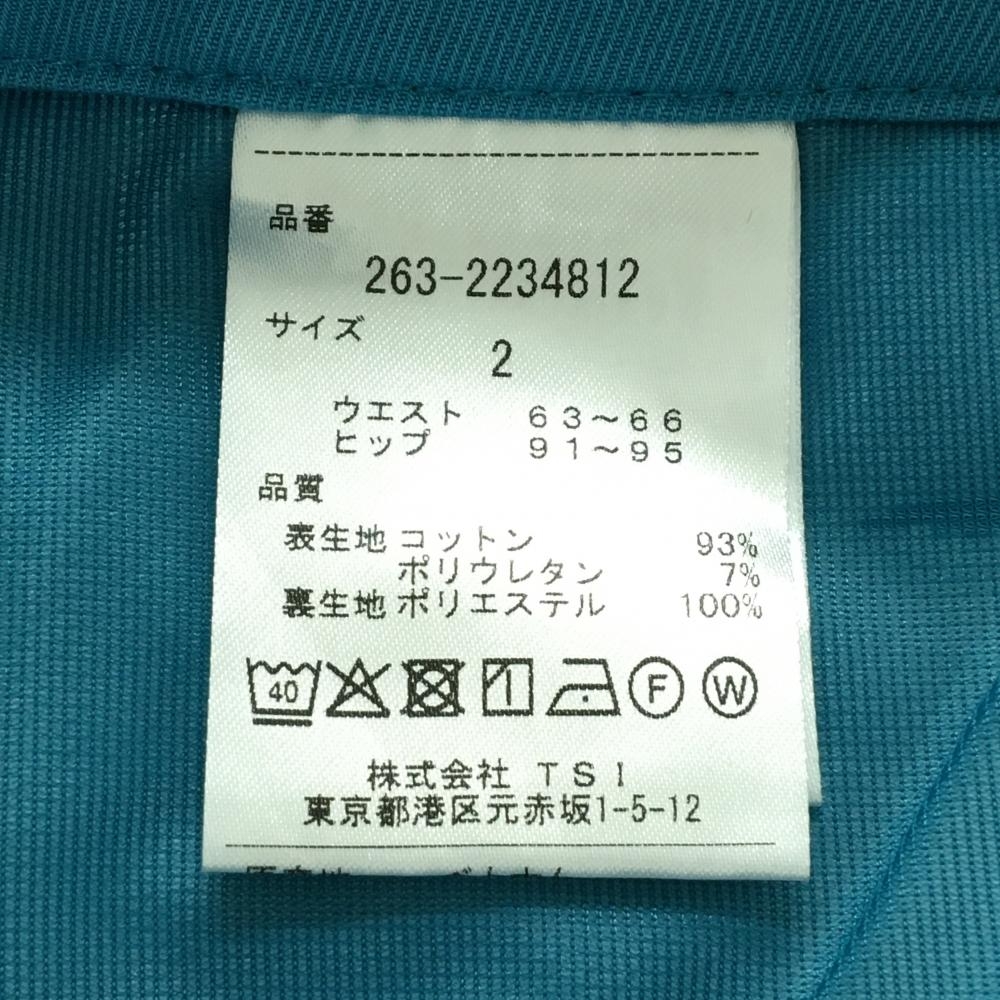 品番
263-2234812
サイズ
2
ウエスト 63~66
ヒップ 91~95
品質
表生地 コットン 93%
ポリウレタン 7%
裏生地 ポリエステル 100%
40 F W
株式会社 TSI
東京都港区元赤坂1-5-12